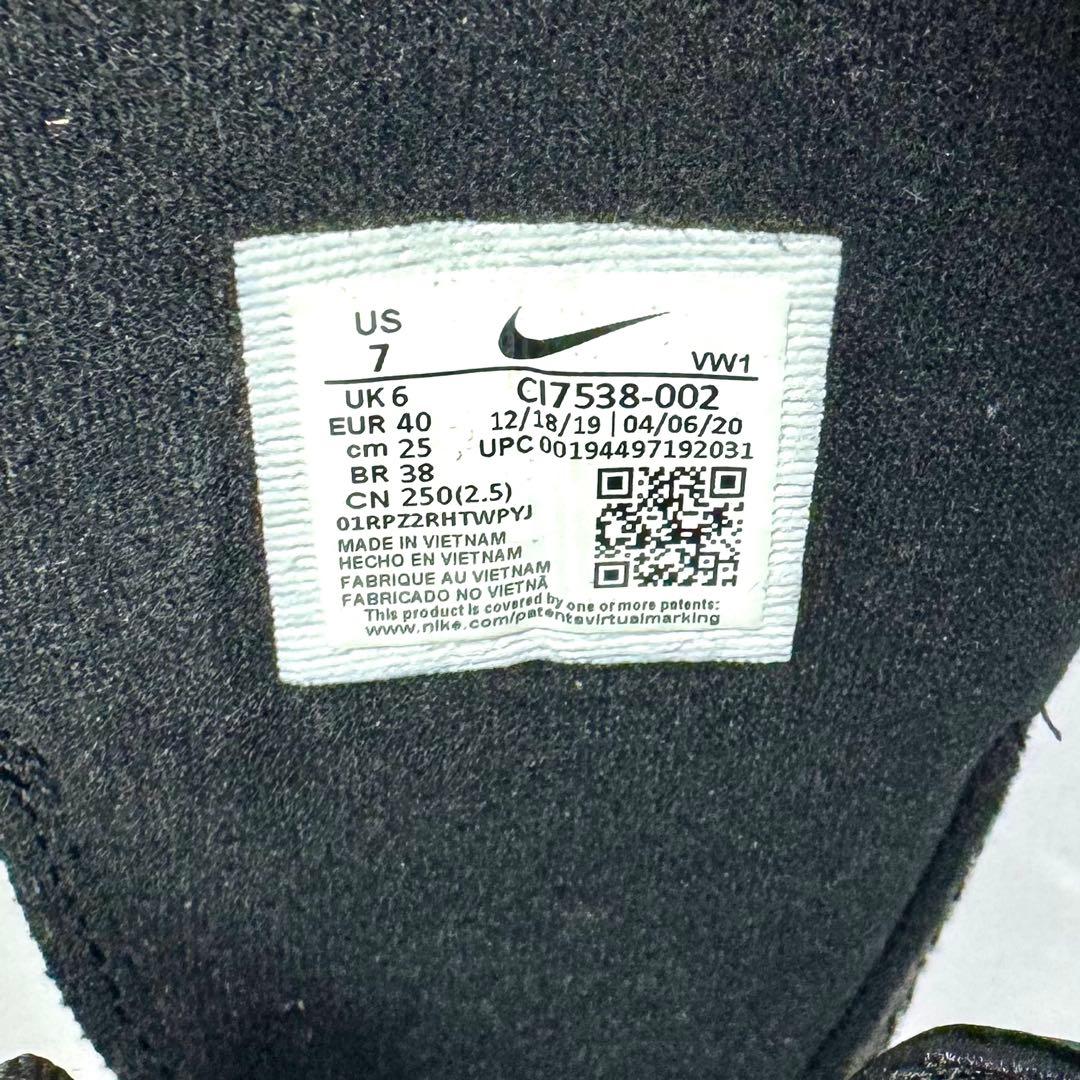 US
7
VW1
UK 6
CI7538-002
EUR 40
12/18/19 | 04/06/20
cm 25
UPC 00194497192031
BR 38
CN 250(2.5)
01RPZ2RHTWPYJ
MADE IN VIETNAM
HECHO EN VIETNAM
FABRIQUE AU VIETNAM
FABRICADO NO VIETNÃ
This product is covered by one or more patents:
www.nike.com/patentsvirtualmarking